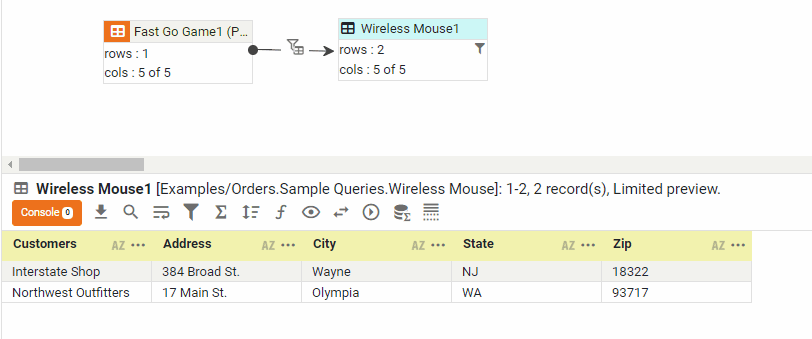 Fast Go Game1 (P...
rows : 1
cols : 5 of 5
Wireless Mouse1
rows : 2
cols : 5 of 5
Wireless Mouse1 [Examples/Orders.Sample Queries.Wireless Mouse]: 1-2, 2 record(s), Limited preview.
Console 0
Customers AZ Address AZ City AZ State AZ Zip AZ
Interstate Shop 384 Broad St. Wayne NJ 18322
Northwest Outfitters 17 Main St. Olympia WA 93717